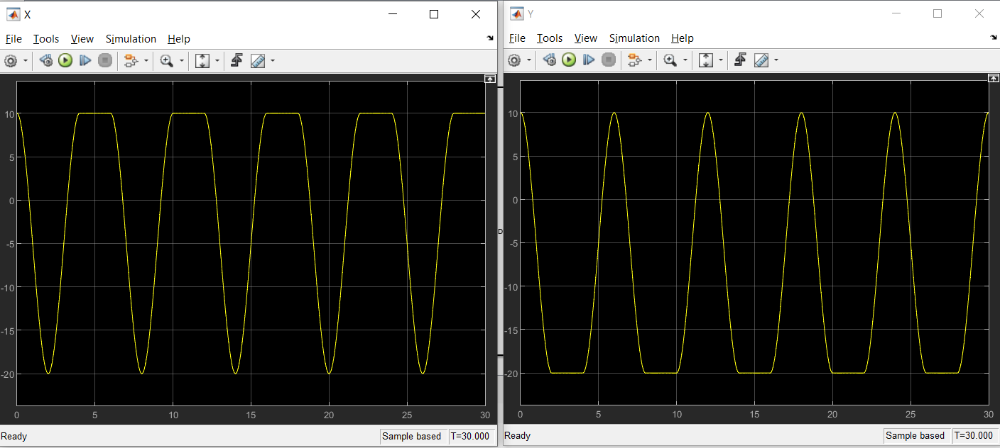 X
File Tools View Simulation Help
10
5
0
-5
-10
-15
-20
0 5 10 15 20 25 30
Ready Sample based T=30.000
D
Y
File Tools View Simulation Help
10
5
0
-5
-10
-15
-20
0 5 10 15 20 25 30
Ready Sample based T=30.000